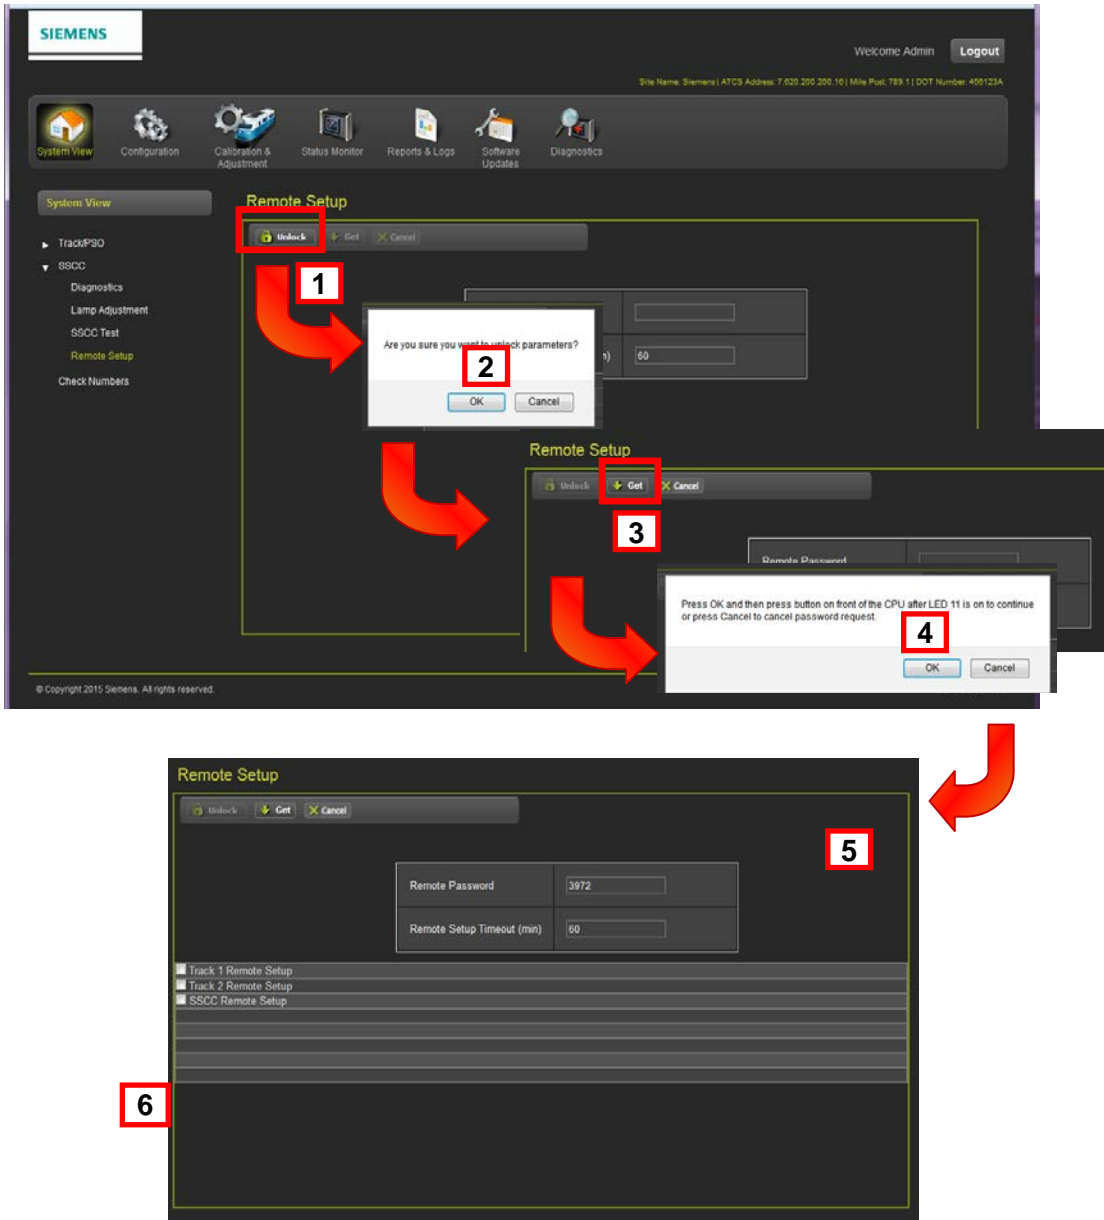 SIEMENS
Welcome Admin Logout
Site Name: Siemens | ATCS Address: 7.620.200.200.16 | Mile Post: 789.1 | DOT Number: 456123A
System View
Configuration
Calibration &
Adjustment
Status Monitor
Reports & Logs
Software
Updates
Diagnostics
System View
Track/PSO
SSCC
Diagnostics
Lamp Adjustment
SSCC Test
Remote Setup
Check Numbers
Remote Setup
Unlock Get Cancel
1
60
Are you sure you want to unlock parameters?
2
OK Cancel
Remote Setup
Unlock Get Cancel
3
Remote Password
Press OK and then press button on front of the CPU after LED 11 is on to continue
or press Cancel to cancel password request.
4
OK Cancel
© Copyright 2015 Siemens. All rights reserved.
Remote Setup
Unlock Get Cancel
5
Remote Password 3972
Remote Setup Timeout (min) 60
Track 1 Remote Setup
Track 2 Remote Setup
SSCC Remote Setup
6